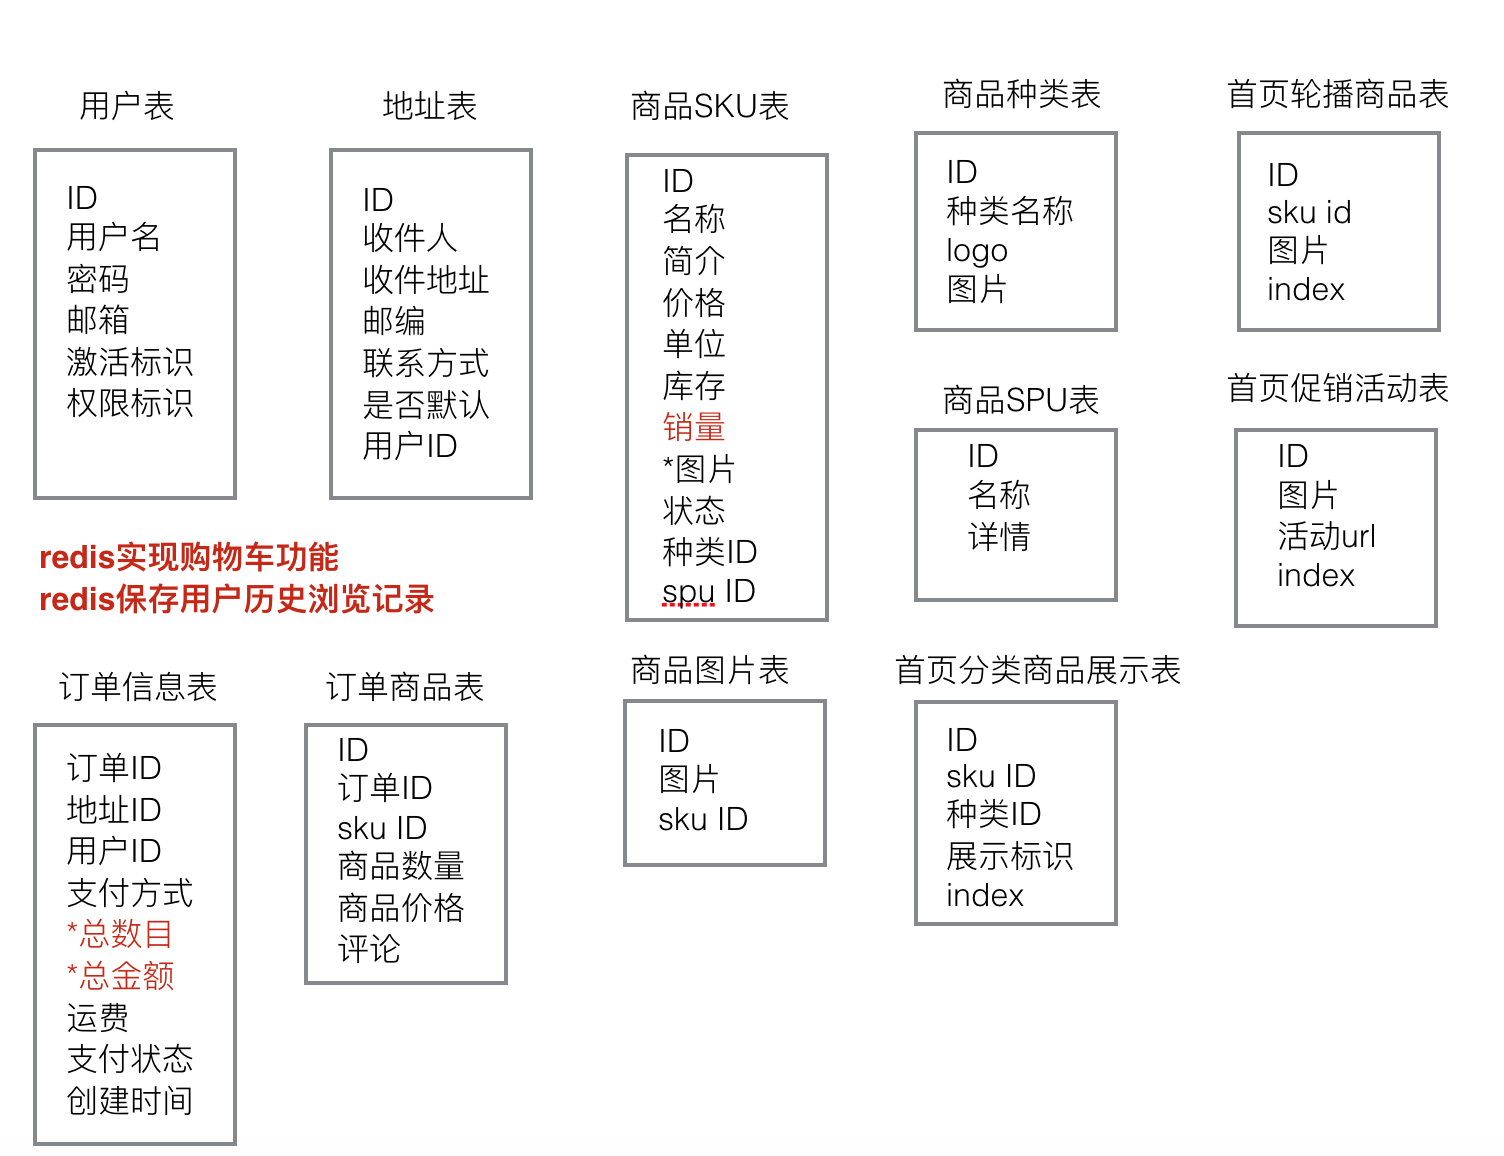 用户表
ID
用户名
密码
邮箱
激活标识
权限标识
地址表
ID
收件人
收件地址
邮编
联系方式
是否默认
用户ID
商品SKU表
ID
名称
简介
价格
单位
库存
销量
*图片
状态
种类ID
spu ID
商品种类表
ID
种类名称
logo
图片
首页轮播商品表
ID
sku id
图片
index
商品SPU表
ID
名称
详情
首页促销活动表
ID
图片
活动url
index
redis实现购物车功能
redis保存用户历史浏览记录
订单信息表
订单ID
地址ID
用户ID
支付方式
*总数目
*总金额
运费
支付状态
创建时间
订单商品表
ID
订单ID
sku ID
商品数量
商品价格
评论
商品图片表
ID
图片
sku ID
首页分类商品展示表
ID
sku ID
种类ID
展示标识
index